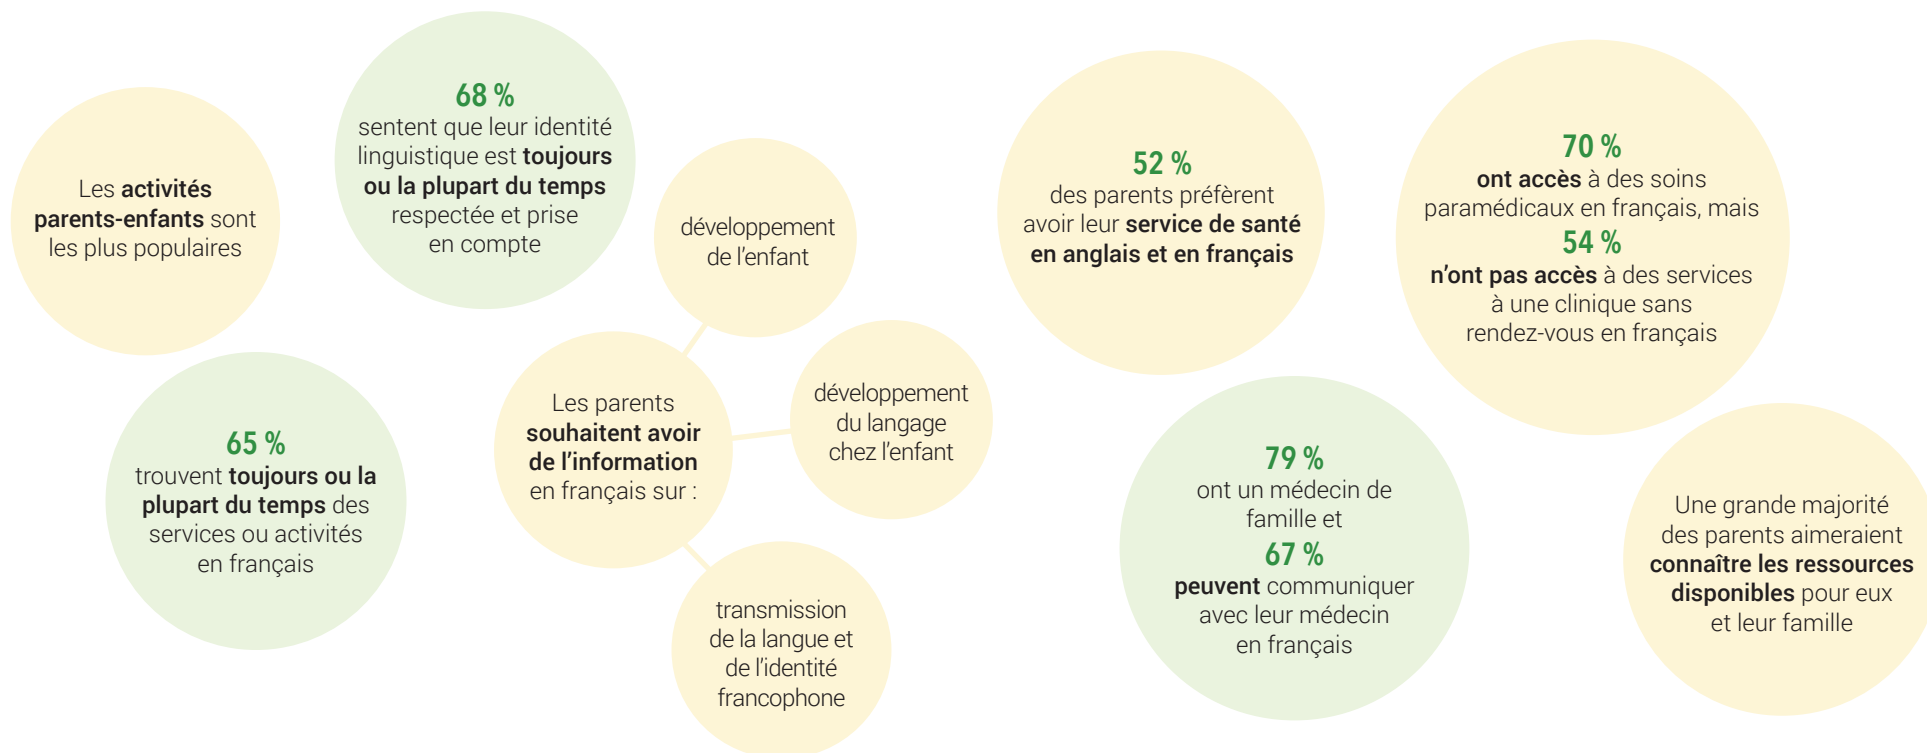 Les activités
parents-enfants sont
les plus populaires
68 %
sentent que leur identité
linguistique est toujours
ou la plupart du temps
respectée et prise
en compte
65 %
trouvent toujours ou la
plupart du temps des
services ou activités
en français
Les parents
souhaitent avoir
de l'information
en français sur :
développement
de l'enfant
développement
du langage
chez l'enfant
transmission
de la langue et
de l'identité
francophone
52 %
des parents préfèrent
avoir leur service de santé
en anglais et en français
70 %
ont accès à des soins
paramédicaux en français, mais
54 %
n'ont pas accès à des services
à une clinique sans
rendez-vous en français
79 %
ont un médecin de
famille et
67 %
peuvent communiquer
avec leur médecin
en français
Une grande majorité
des parents aimeraient
connaître les ressources
disponibles pour eux
et leur famille